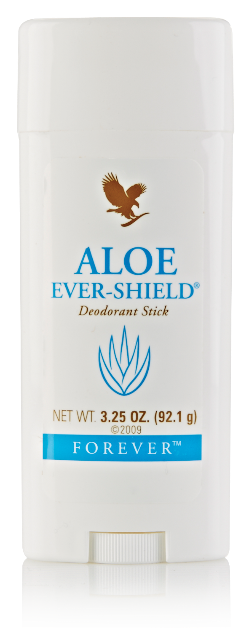 ALOE
EVER-SHIELD®
Deodorant Stick
NET WT. 3.25 OZ. (92.1 g)
©2009
FOREVER™